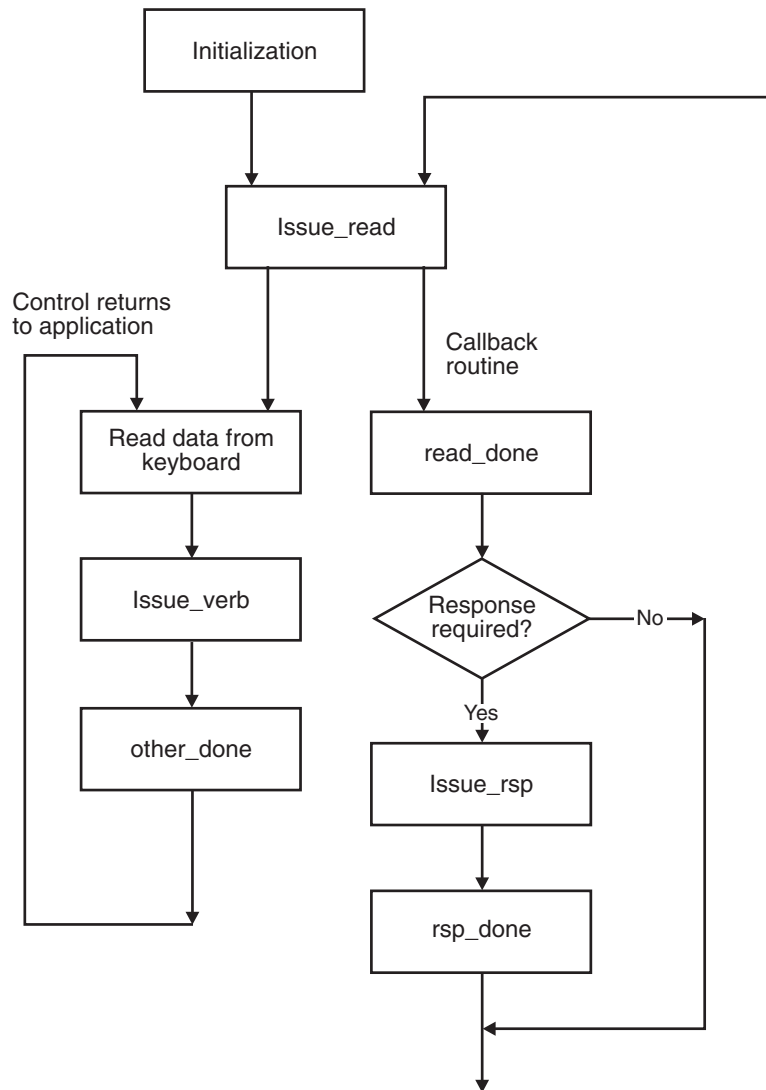 Initialization
Issue_read
Control returns
to application
Callback
routine
Read data from
keyboard
read_done
Issue_verb
Response
required?
No
Yes
other_done
Issue_rsp
rsp_done